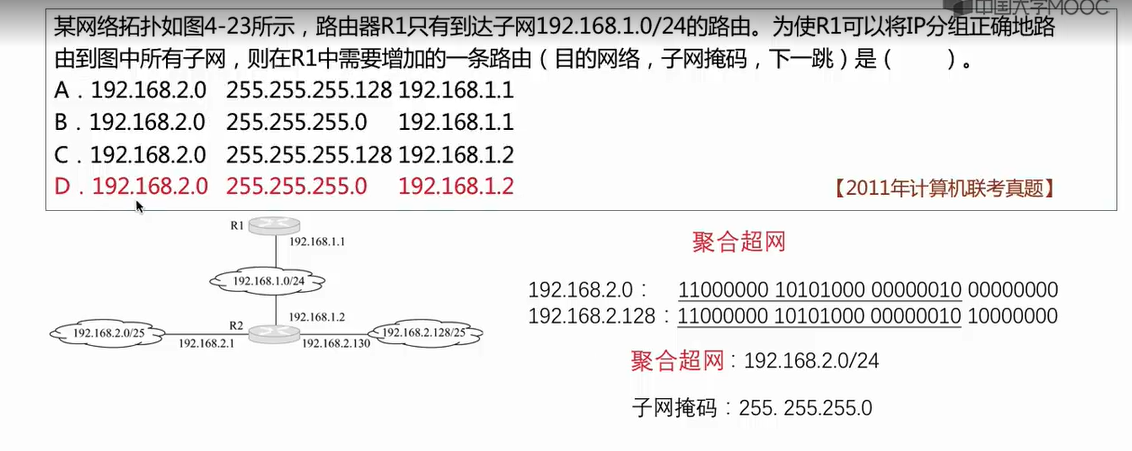 中国大学MOOC
某网络拓扑如图4-23所示，路由器R1只有到达子网192.168.1.0/24的路由。为使R1可以将IP分组正确地路
由到图中所有子网，则在R1中需要增加的一条路由（目的网络，子网掩码，下一跳）是（　　）。
A．192.168.2.0 255.255.255.128 192.168.1.1
B．192.168.2.0 255.255.255.0 192.168.1.1
C．192.168.2.0 255.255.255.128 192.168.1.2
D．192.168.2.0 255.255.255.0 192.168.1.2
【2011年计算机联考真题】
R1
192.168.1.1
192.168.1.0/24
R2
192.168.1.2
192.168.2.0/25
192.168.2.128/25
192.168.2.1
192.168.2.130
聚合超网
192.168.2.0： 11000000 10101000 00000010 00000000
192.168.2.128：11000000 10101000 00000010 10000000
聚合超网：192.168.2.0/24
子网掩码：255. 255.255.0